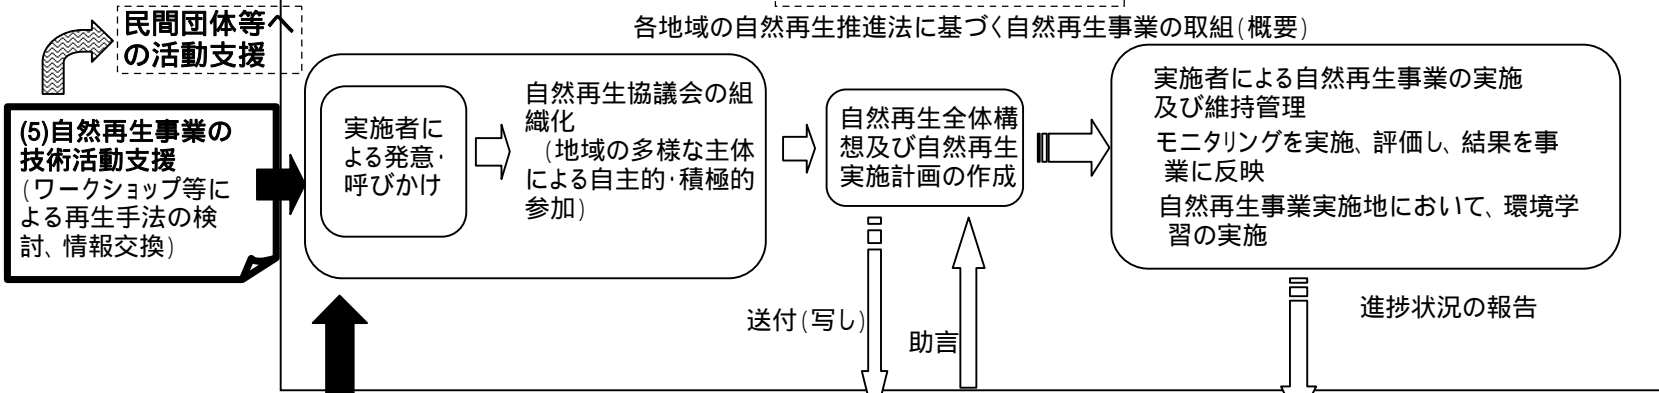 民間団体等へ
の活動支援
各地域の自然再生推進法に基づく自然再生事業の取組(概要)
(5)自然再生事業の
技術活動支援
(ワークショップ等に
よる再生手法の検
討、情報交換)
実施者に
よる発意・
呼びかけ
自然再生協議会の組
織化
(地域の多様な主体
による自主的・積極的
参加)
自然再生全体構
想及び自然再生
実施計画の作成
実施者による自然再生事業の実施
及び維持管理
モニタリングを実施、評価し、結果を事
業に反映
自然再生事業実施地において、環境学
習の実施
送付(写し)
助言
進捗状況の報告